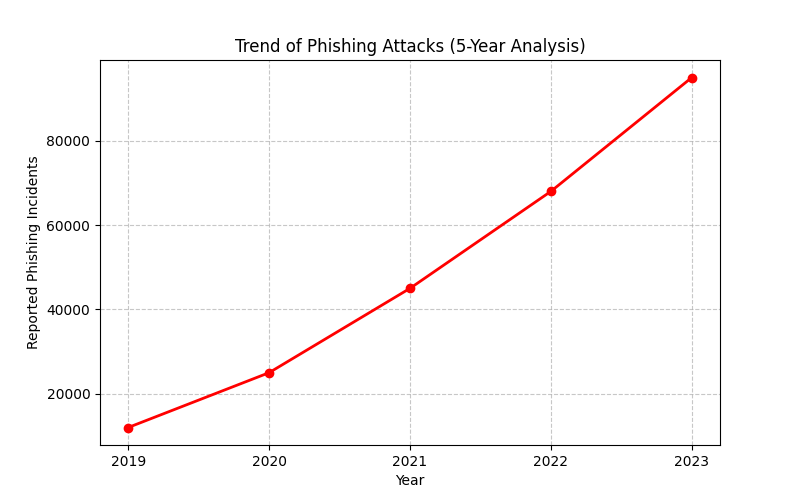 Trend of Phishing Attacks (5-Year Analysis)
Reported Phishing Incidents
80000
60000
40000
20000
2019 2020 2021 2022 2023
Year